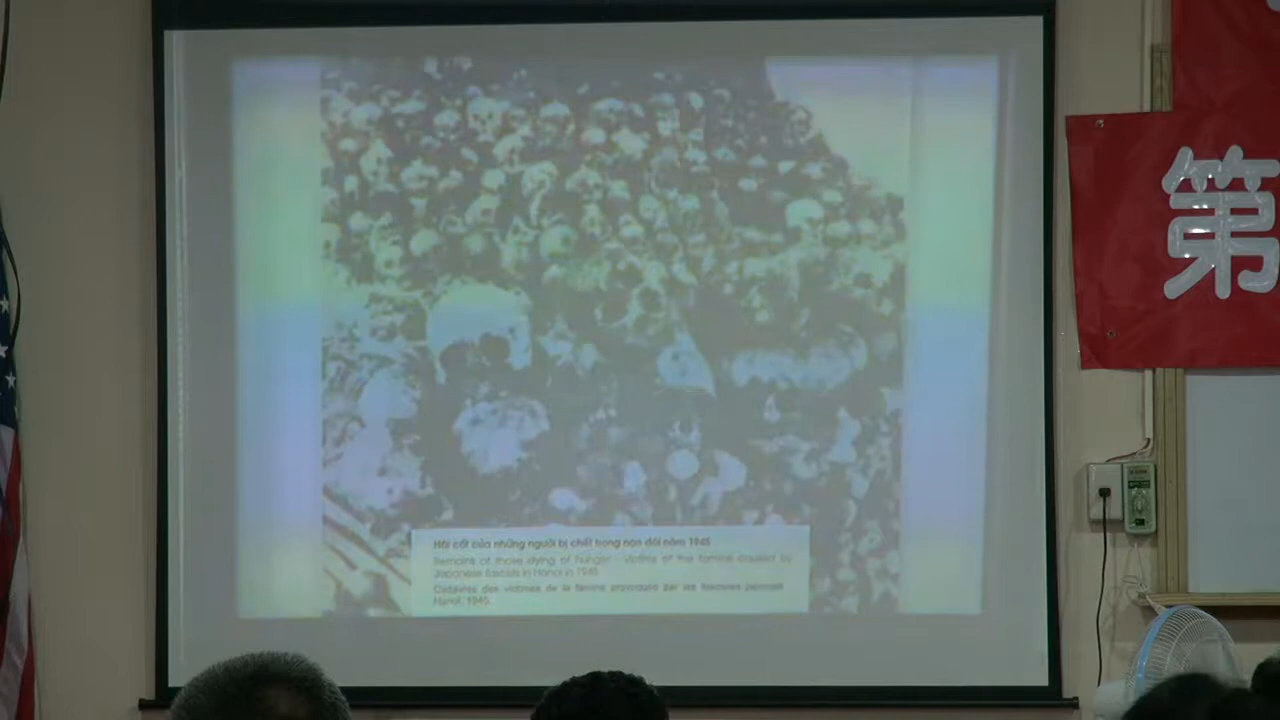 Hài cốt của những người bị chết trong nạn đói năm 1945
Remains of those dying of hunger - victims of the famine caused by
Japanese fascists in Hanoi in 1945
Cadavres des victimes de la famine provoquée par les fascistes japonais
Hanoi, 1945.
第